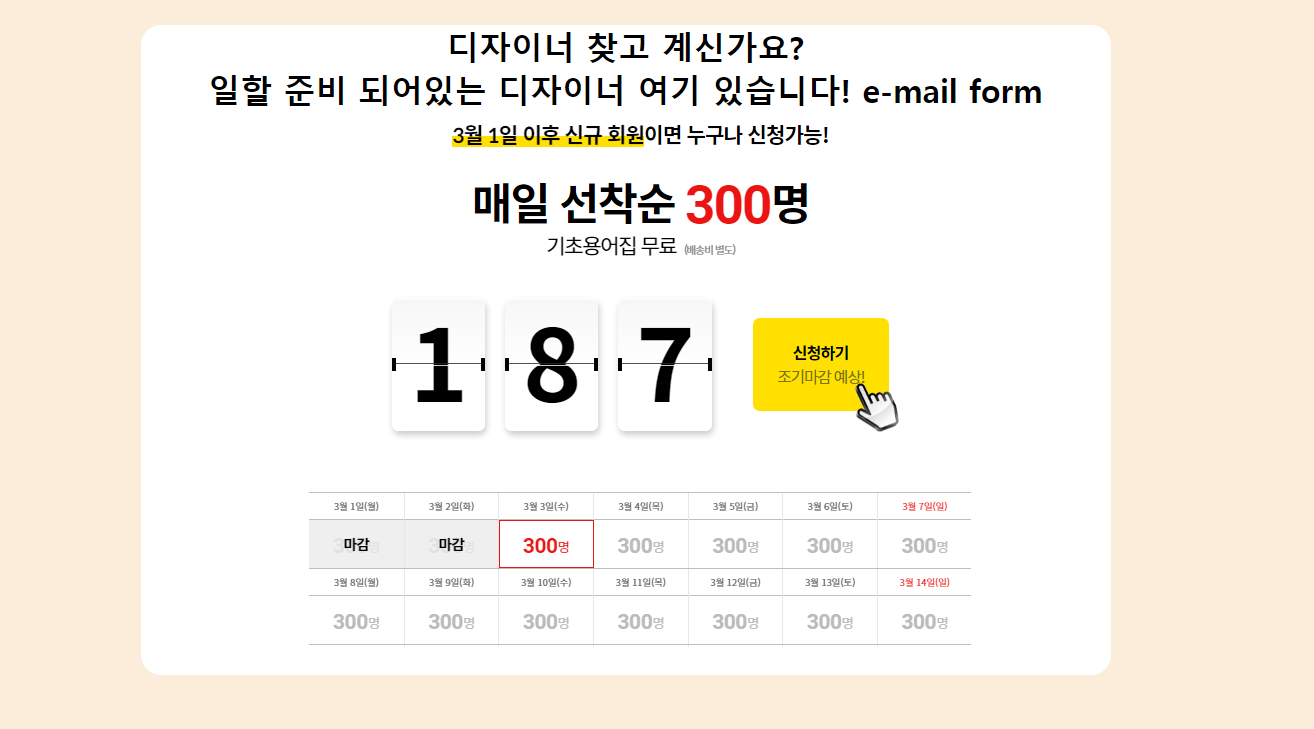 디자이너 찾고 계신가요?
일할 준비 되어있는 디자이너 여기 있습니다! e-mail form
3월 1일 이후 신규 회원이면 누구나 신청가능!
매일 선착순 300명
기초용어집 무료 (배송비 별도)
1 8 7
신청하기
조기마감 예상!
3월 1일(월) 3월 2일(화) 3월 3일(수) 3월 4일(목) 3월 5일(금) 3월 6일(토) 3월 7일(일)
마감 마감 300명 300명 300명 300명 300명
3월 8일(월) 3월 9일(화) 3월 10일(수) 3월 11일(목) 3월 12일(금) 3월 13일(토) 3월 14일(일)
300명 300명 300명 300명 300명 300명 300명